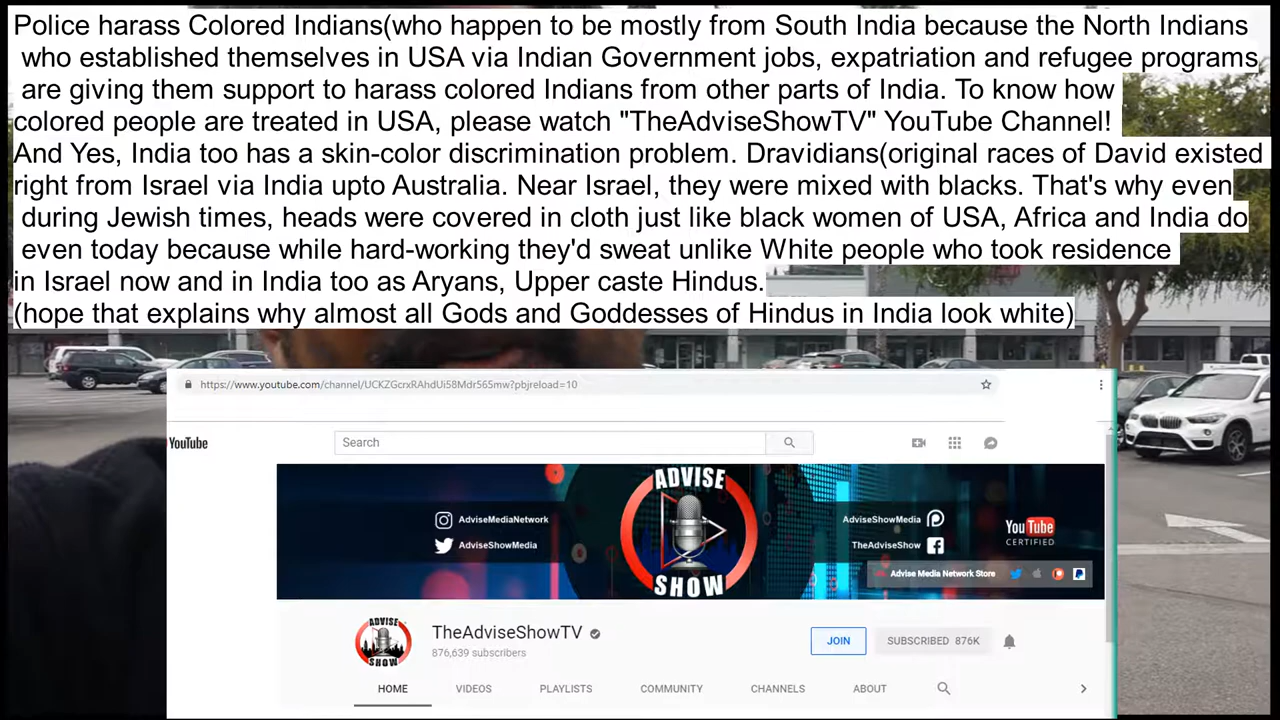 Police harass Colored Indians(who happen to be mostly from South India because the North Indians
who established themselves in USA via Indian Government jobs, expatriation and refugee programs,
are giving them support to harass colored Indians from other parts of India. To know how
colored people are treated in USA, please watch "TheAdviseShowTV" YouTube Channel!
And Yes, India too has a skin-color discrimination problem. Dravidians(original races of David existed
right from Israel via India upto Australia. Near Israel, they were mixed with blacks. That's why even
during Jewish times, heads were covered in cloth just like black women of USA, Africa and India do
even today because while hard-working they'd sweat unlike White people who took residence
in Israel now and in India too as Aryans, Upper caste Hindus.
(hope that explains why almost all Gods and Goddesses of Hindus in India look white)
https://www.youtube.com/channel/UCKZGcrxRAhdUi58Mdr565mw?pbjreload=10
YouTube
Search
ADVISE
SHOW
AdviseMediaNetwork
AdviseShowMedia
AdviseShowMedia
TheAdviseShow
YouTube
CERTIFIED
Advise Media Network Store
ADVISE
SHOW
TheAdviseShowTV
876,639 subscribers
JOIN
SUBSCRIBED 876K
HOME VIDEOS PLAYLISTS COMMUNITY CHANNELS ABOUT